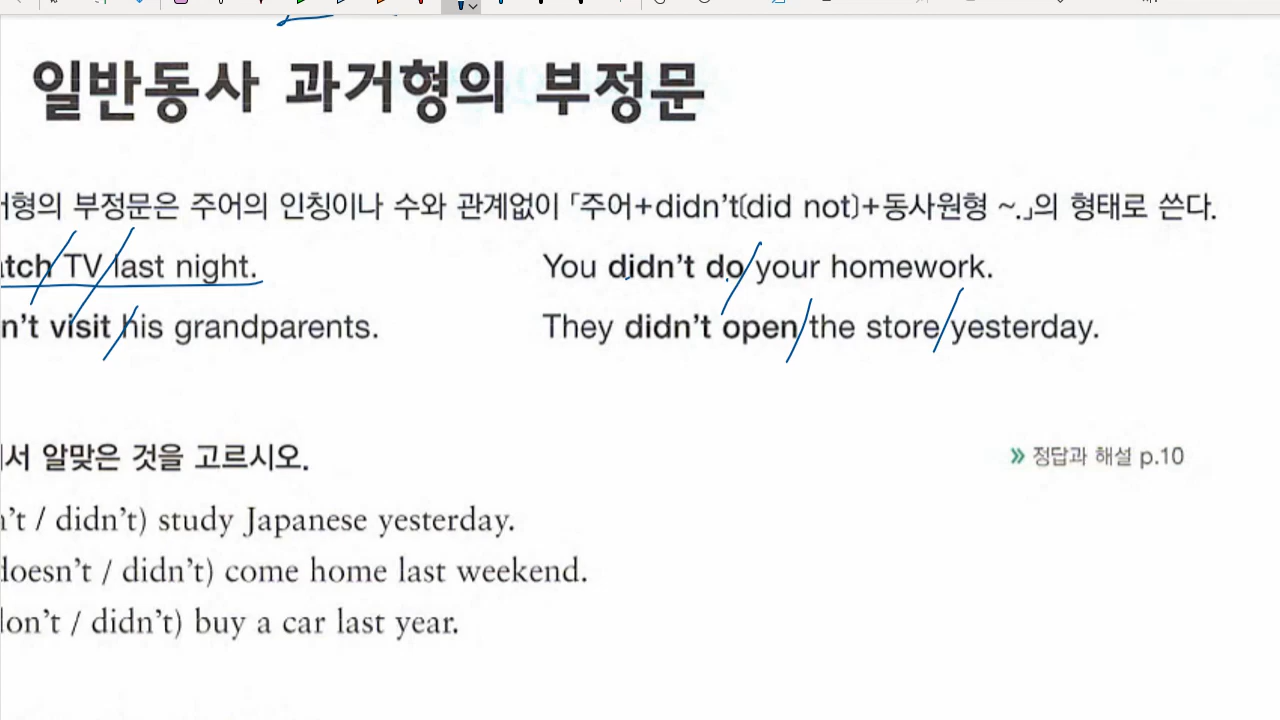 일반동사 과거형의 부정문
거형의 부정문은 주어의 인칭이나 수와 관계없이 「주어+didn't(did not)+동사원형 ~.」의 형태로 쓴다.
TV last night. You didn't do your homework.
visit his grandparents. They didn't open the store yesterday.
서 알맞은 것을 고르시오. » 정답과 해설 p.10
/ didn't) study Japanese yesterday.
doesn't / didn't) come home last weekend.
don't / didn't) buy a car last year.